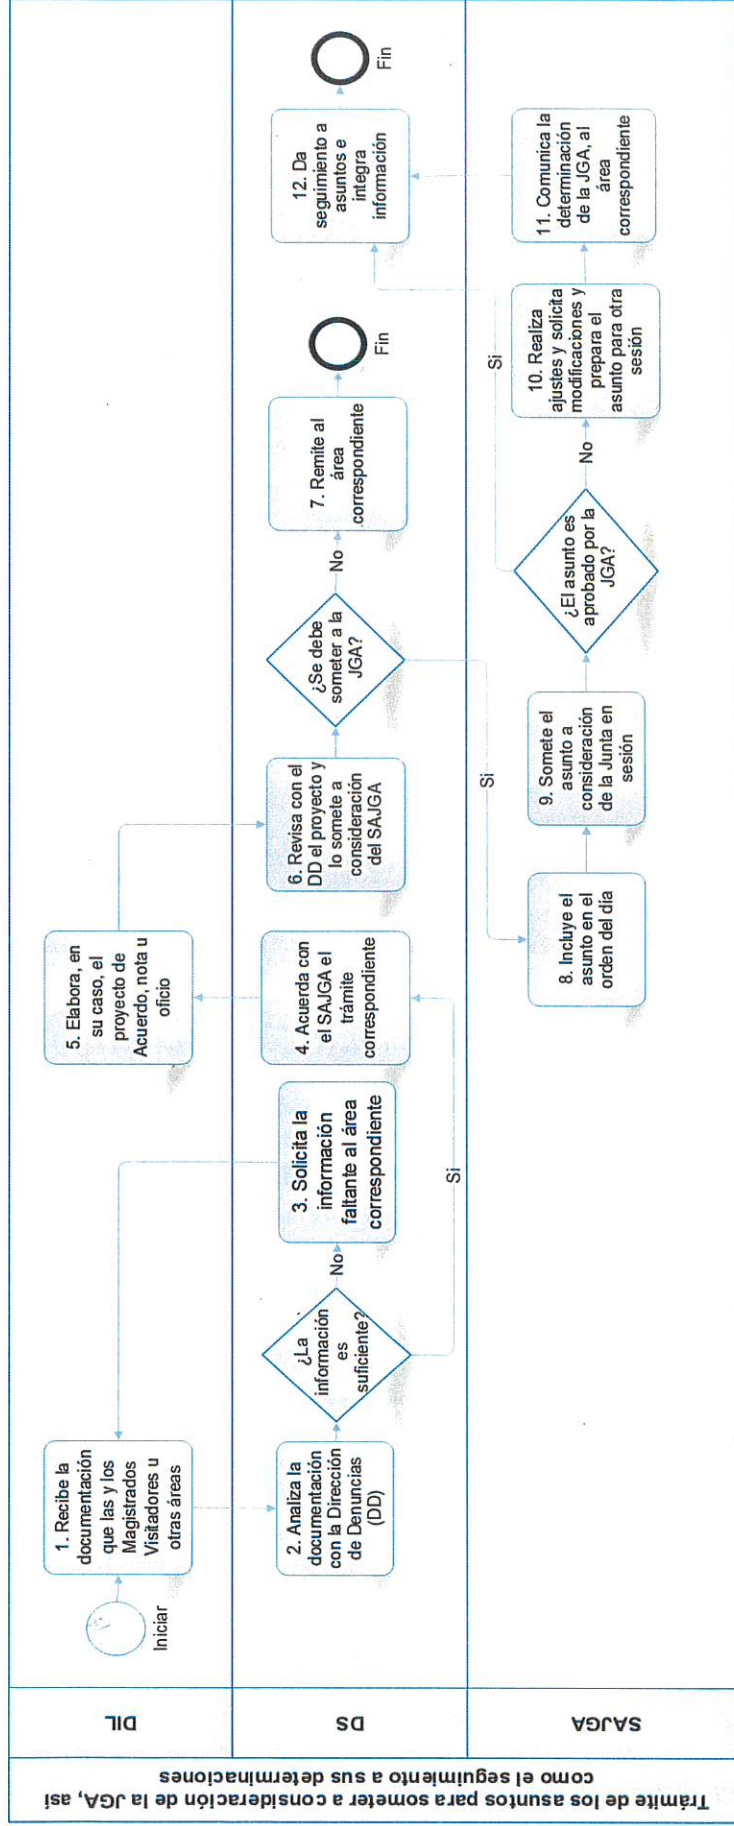 Trámite de los asuntos para someter a consideración de la JGA, así
como el seguimiento a sus determinaciones
DIL
DS
SAJGA
Iniciar
1. Recibe la
documentación
que las y los
Magistrados
Visitadores u
otras áreas
2. Analiza la
documentación
con la Dirección
de Denuncias
(DD)
¿La
información
es
suficiente?
No
Si
3. Solicita la
información
faltante al área
correspondiente
4. Acuerda con
el SAJGA el
trámite
correspondiente
5. Elabora, en
su caso, el
proyecto de
Acuerdo, nota u
oficio
6. Revisa con el
DD el proyecto y
lo somete a
consideración
del SAJGA
¿Se debe
someter a la
JGA?
No
Si
7. Remite al
área
correspondiente
Fin
8. Incluye el
asunto en el
orden del día
9. Somete el
asunto a
consideración
de la Junta en
sesión
¿El asunto es
aprobado por la
JGA?
No
Si
10. Realiza
ajustes y solicita
modificaciones y
prepara el
asunto para otra
sesión
11. Comunica la
determinación
de la JGA, al
área
correspondiente
12. Da
seguimiento a
asuntos e
integra
información
Fin